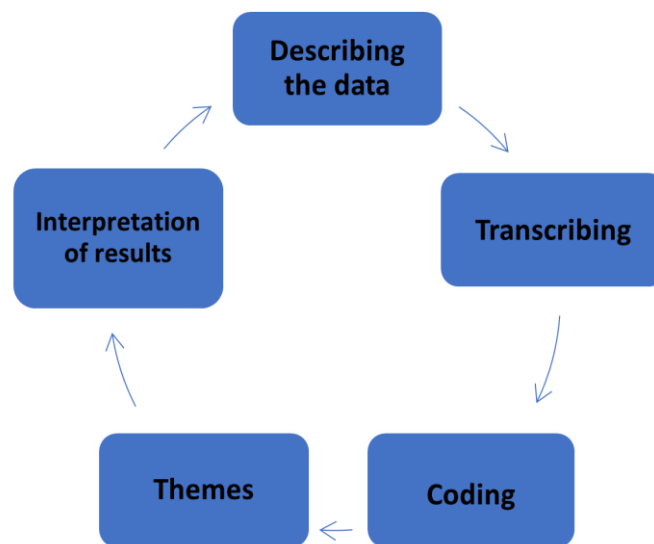 Describing
the data
Transcribing
Coding
Themes
Interpretation
of results